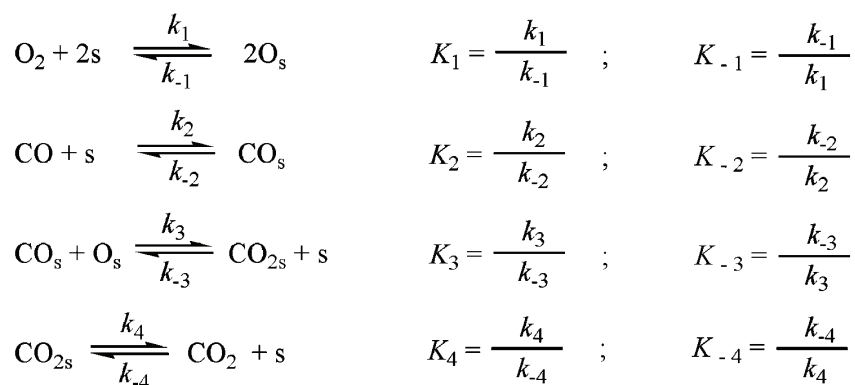 O₂ + 2s ⇌ 2Oₛ k₁ k₋₁ K₁ = k₁ / k₋₁ ; K₋₁ = k₋₁ / k₁
CO + s ⇌ COₛ k₂ k₋₂ K₂ = k₂ / k₋₂ ; K₋₂ = k₋₂ / k₂
COₛ + Oₛ ⇌ CO₂ₛ + s k₃ k₋₃ K₃ = k₃ / k₋₃ ; K₋₃ = k₋₃ / k₃
CO₂ₛ ⇌ CO₂ + s k₄ k₋₄ K₄ = k₄ / k₋₄ ; K₋₄ = k₋₄ / k₄